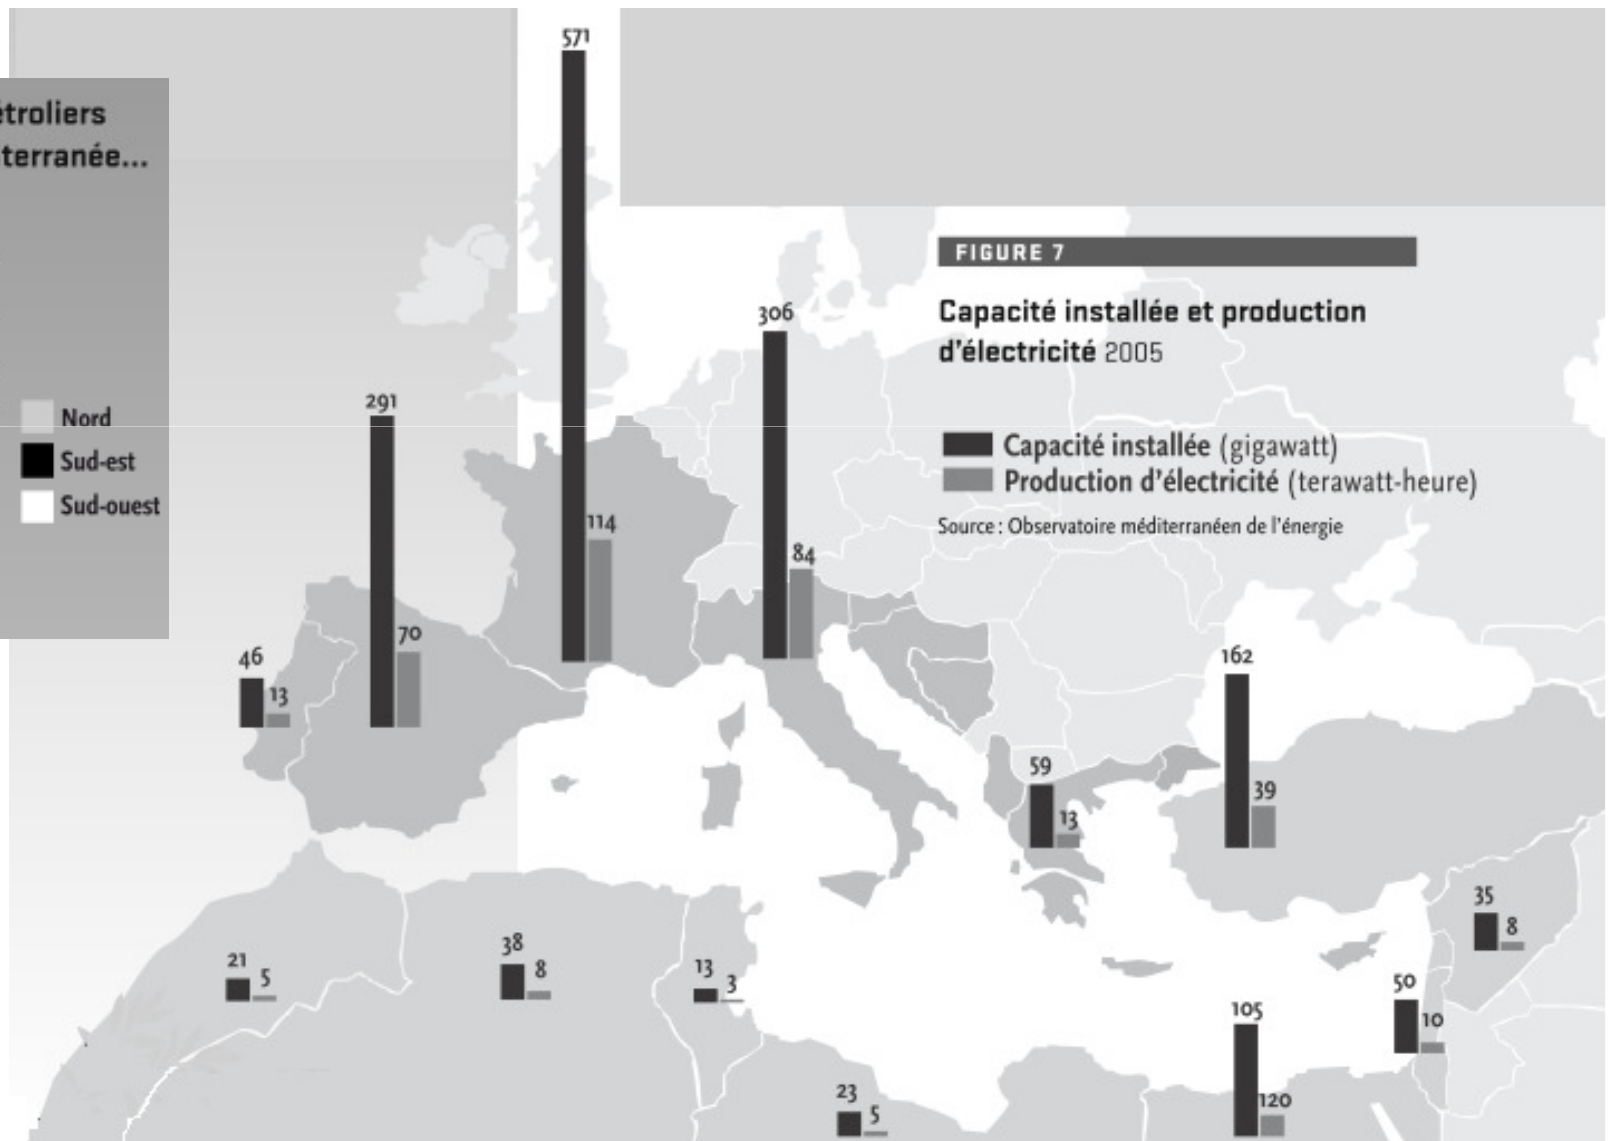 étroliers
terranée...
Nord
Sud-est
Sud-ouest
FIGURE 7
Capacité installée et production
d'électricité 2005
Capacité installée (gigawatt)
Production d'électricité (terawatt-heure)
Source : Observatoire méditerranéen de l'énergie
571
306
291
114
84
70
46
13
162
59
39
13
35
8
38
8
21
5
13
3
50
10
105
120
23
5